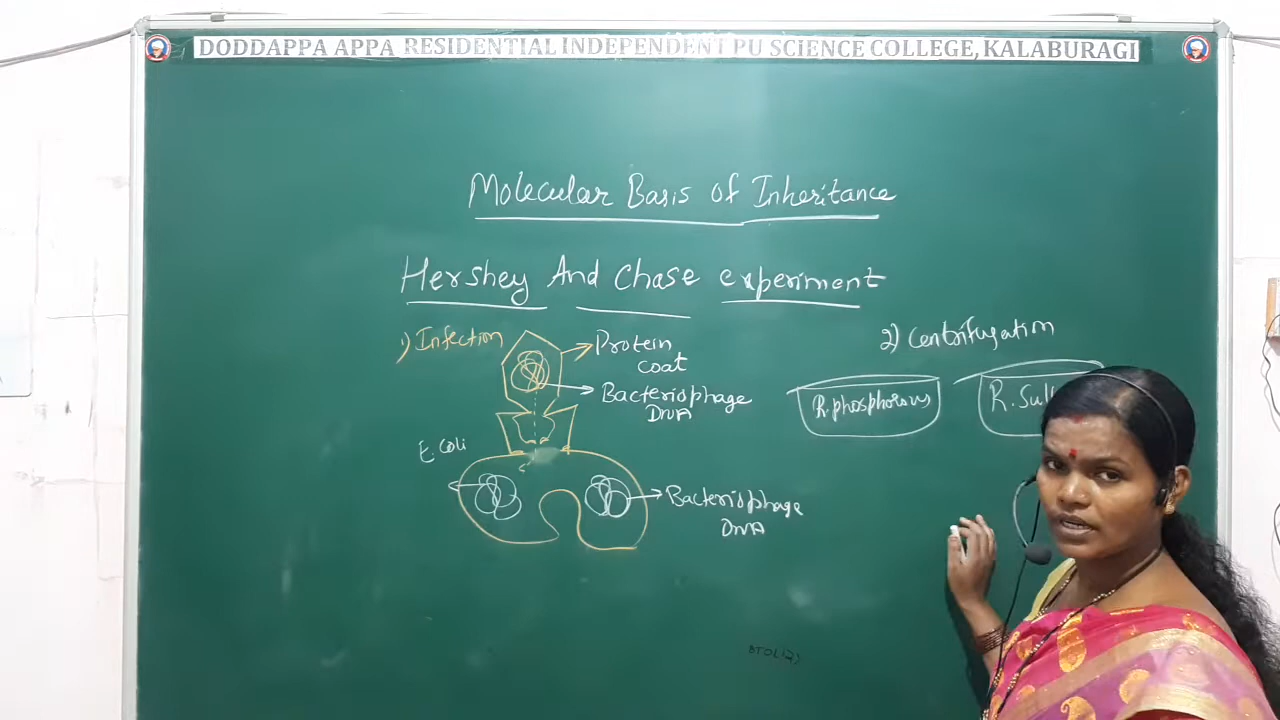 DODDAPPA APPA RESIDENTIAL INDEPENDENT PU SCIENCE COLLEGE, KALABURAGI
Molecular Basis of Inheritance
Hershey And Chase experiment
1) Infection
Protein
coat
Bacteriophage
DNA
E. Coli
Bacteriophage
DNA
2) Centrifugation
R. phosphorous
R. Sul